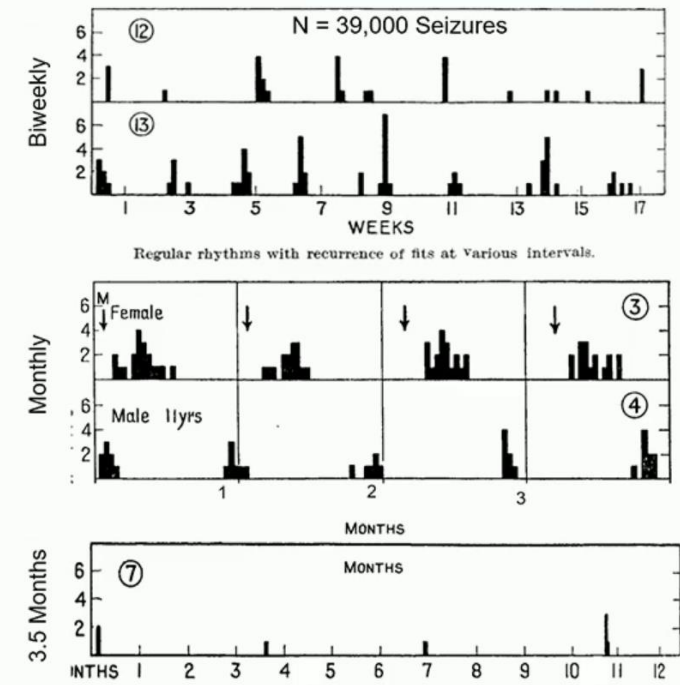 ⑫ N = 39,000 Seizures
6
4
2
Biweekly
⑬
6
4
2
1 3 5 7 9 11 13 15 17
WEEKS
Regular rhythms with recurrence of fits at various intervals.
Monthly
M
6 Female ③
4
2
6 Male 11yrs ④
4
2
1 2 3
MONTHS
3.5 Months
⑦ MONTHS
6
4
2
NTHS 1 2 3 4 5 6 7 8 9 10 11 12